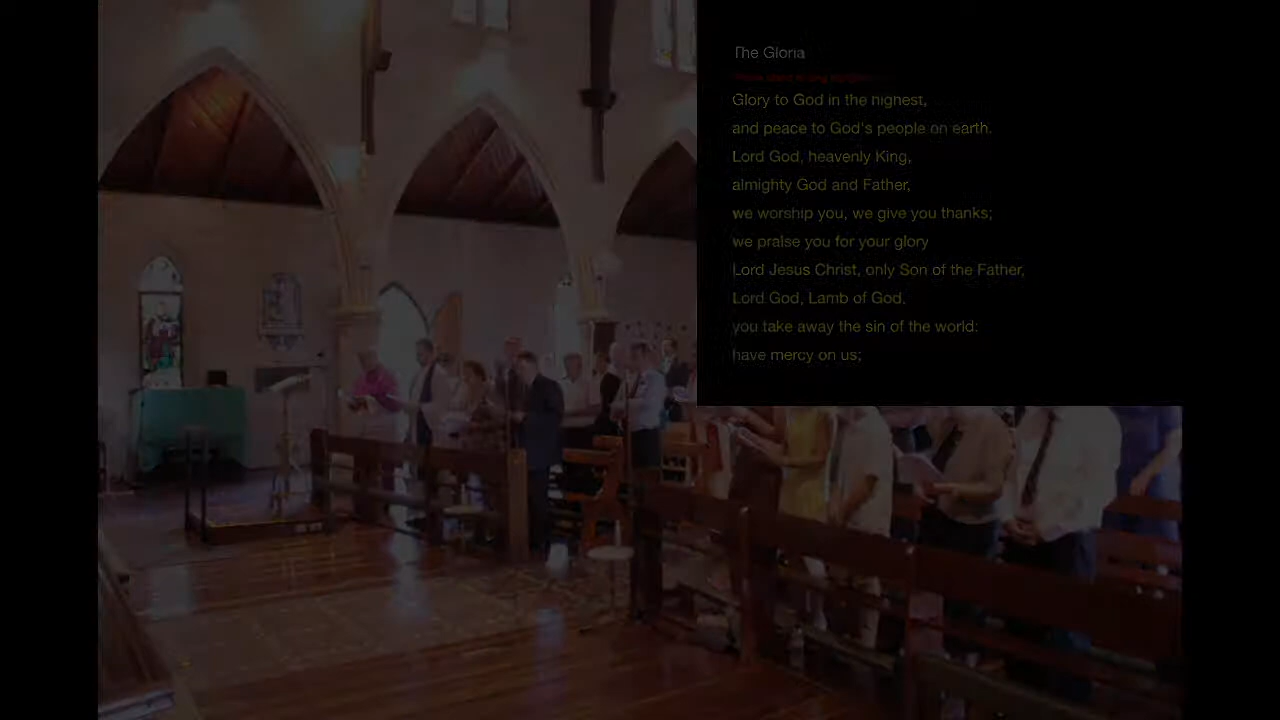 The Gloria
Glory to God in the highest,
and peace to God's people on earth.
Lord God, heavenly King,
almighty God and Father,
we worship you, we give you thanks;
we praise you for your glory
Lord Jesus Christ, only Son of the Father,
Lord God, Lamb of God,
you take away the sin of the world:
have mercy on us;